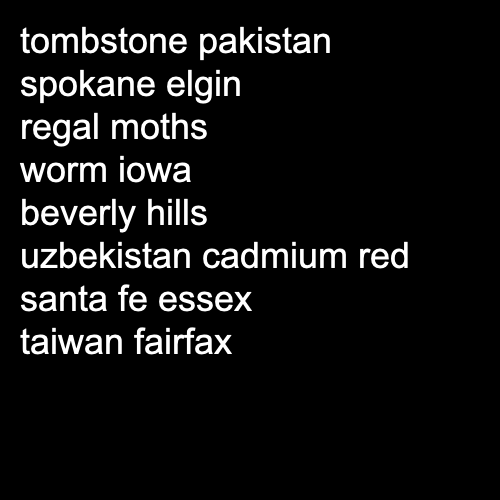 tombstone pakistan
spokane elgin
regal moths
worm iowa
beverly hills
uzbekistan cadmium red
santa fe essex
taiwan fairfax